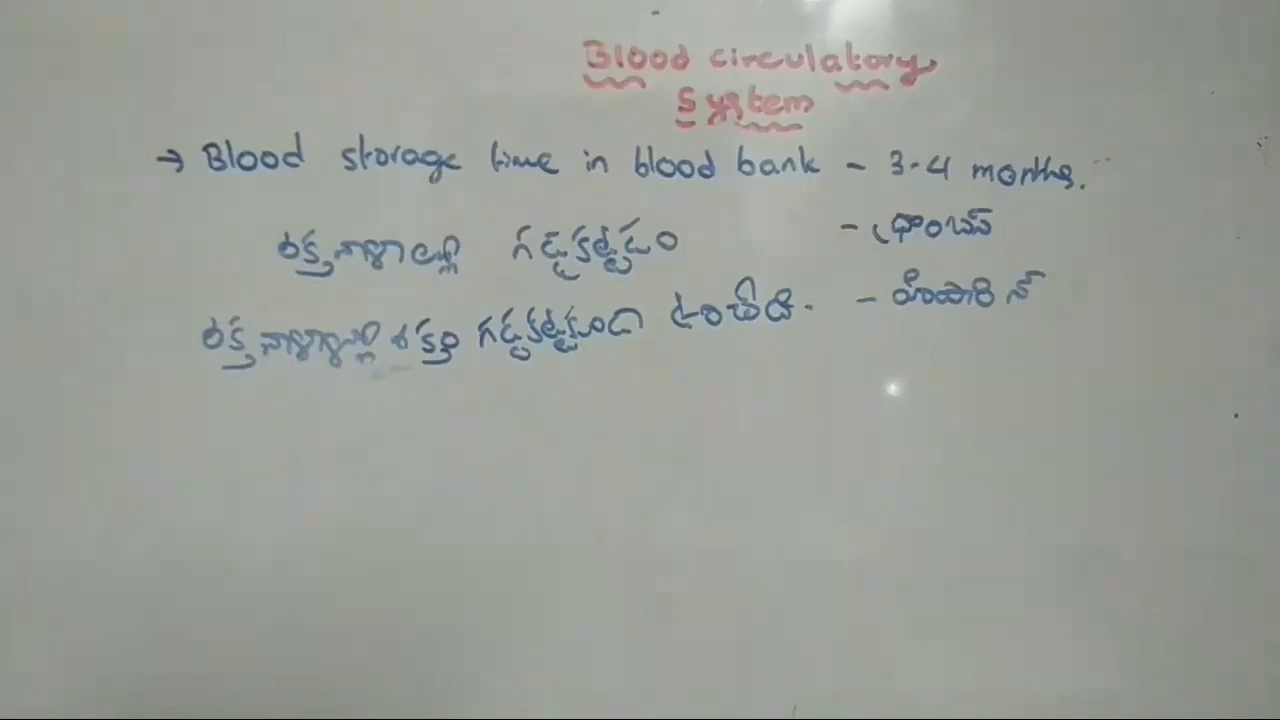 Blood circulatory
System
→ Blood storage time in blood bank - 3-4 months.
రక్తనాళాల్లో గడ్డకట్టడం - థ్రాంబస్
రక్తనాళాల్లో రక్తం గడ్డకట్టకుండా ఉంచేది. - హెపారిన్